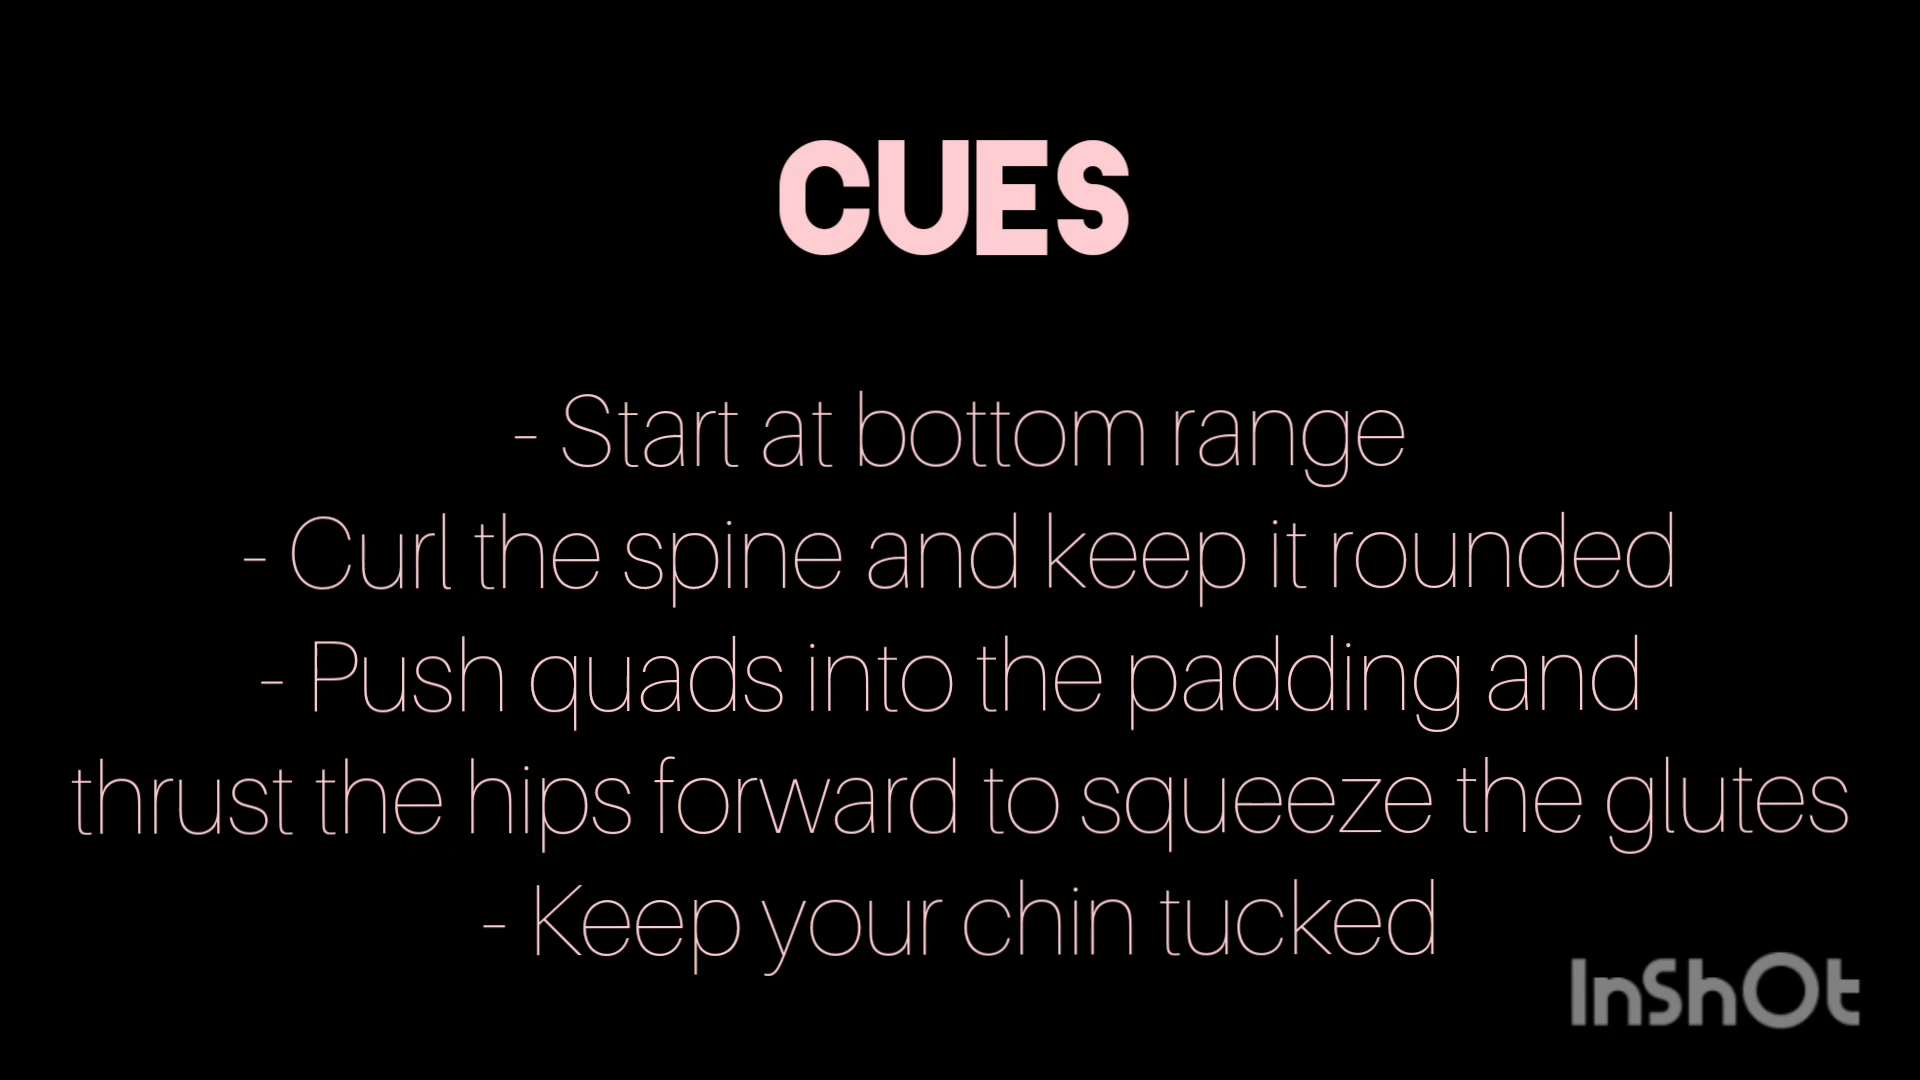 CUES
- Start at bottom range
- Curl the spine and keep it rounded
- Push quads into the padding and
thrust the hips forward to squeeze the glutes
- Keep your chin tucked
InShOt